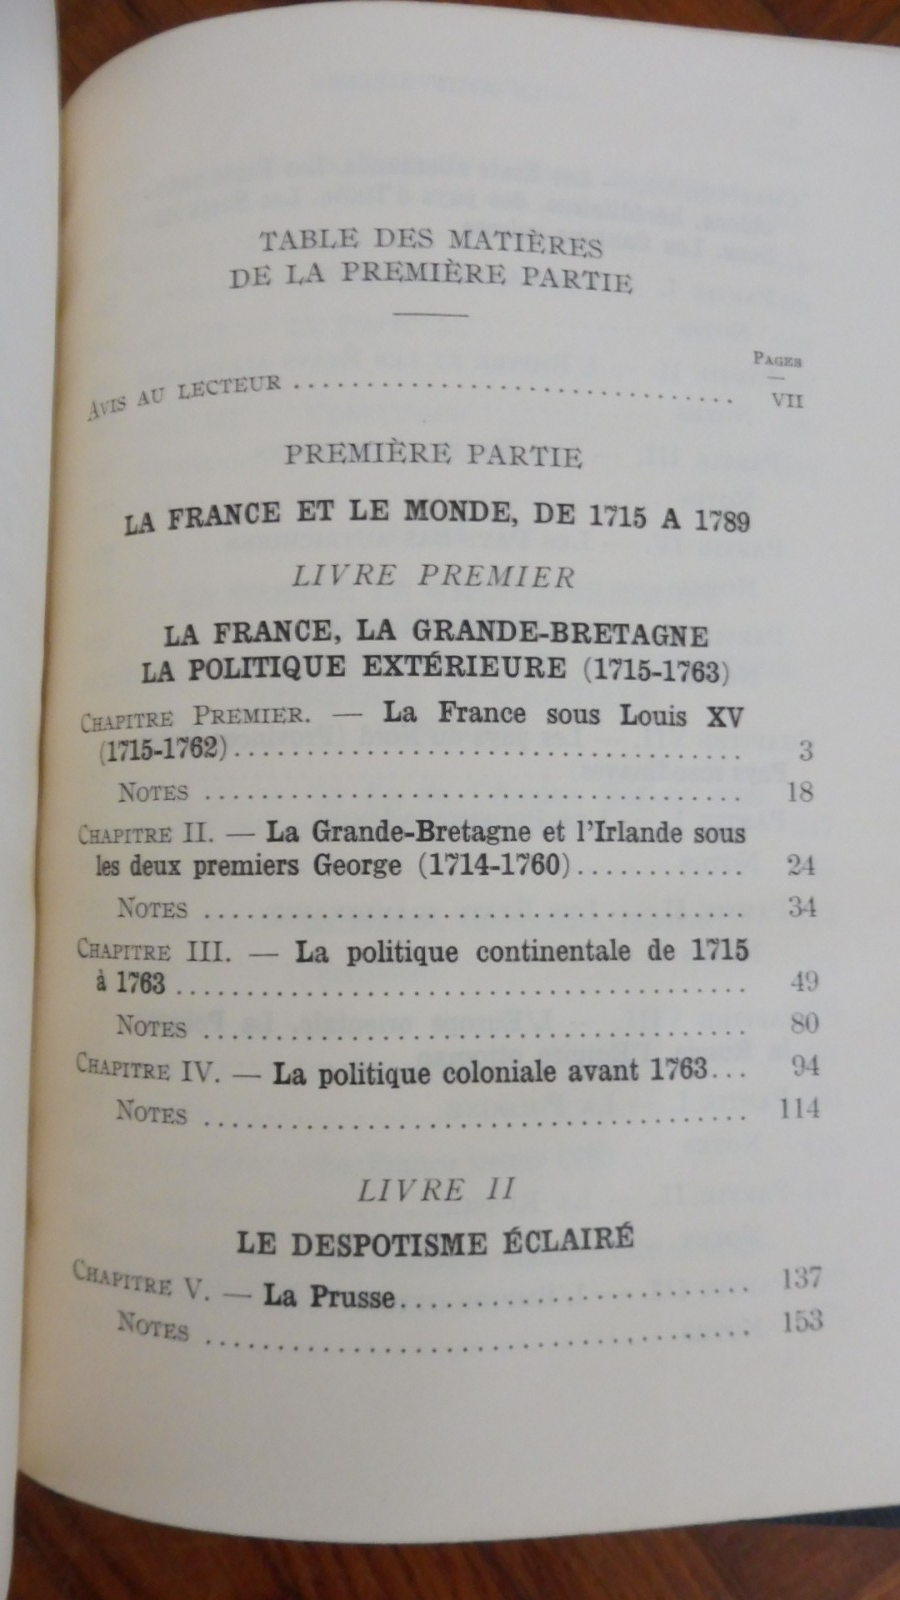 TABLE DES MATIÈRES
DE LA PREMIÈRE PARTIE
PAGES
AVIS AU LECTEUR .............................. VII
PREMIÈRE PARTIE
LA FRANCE ET LE MONDE, DE 1715 A 1789
LIVRE PREMIER
LA FRANCE, LA GRANDE-BRETAGNE
LA POLITIQUE EXTÉRIEURE (1715-1763)
CHAPITRE PREMIER. — La France sous Louis XV
(1715-1762).................................... 3
NOTES ...................................... 18
CHAPITRE II. — La Grande-Bretagne et l'Irlande sous
les deux premiers George (1714-1760)............ 24
NOTES ...................................... 34
CHAPITRE III. — La politique continentale de 1715
à 1763 ........................................ 49
NOTES ...................................... 80
CHAPITRE IV. — La politique coloniale avant 1763... 94
NOTES ...................................... 114
LIVRE II
LE DESPOTISME ÉCLAIRÉ
CHAPITRE V. — La Prusse......................... 137
NOTES ...................................... 153